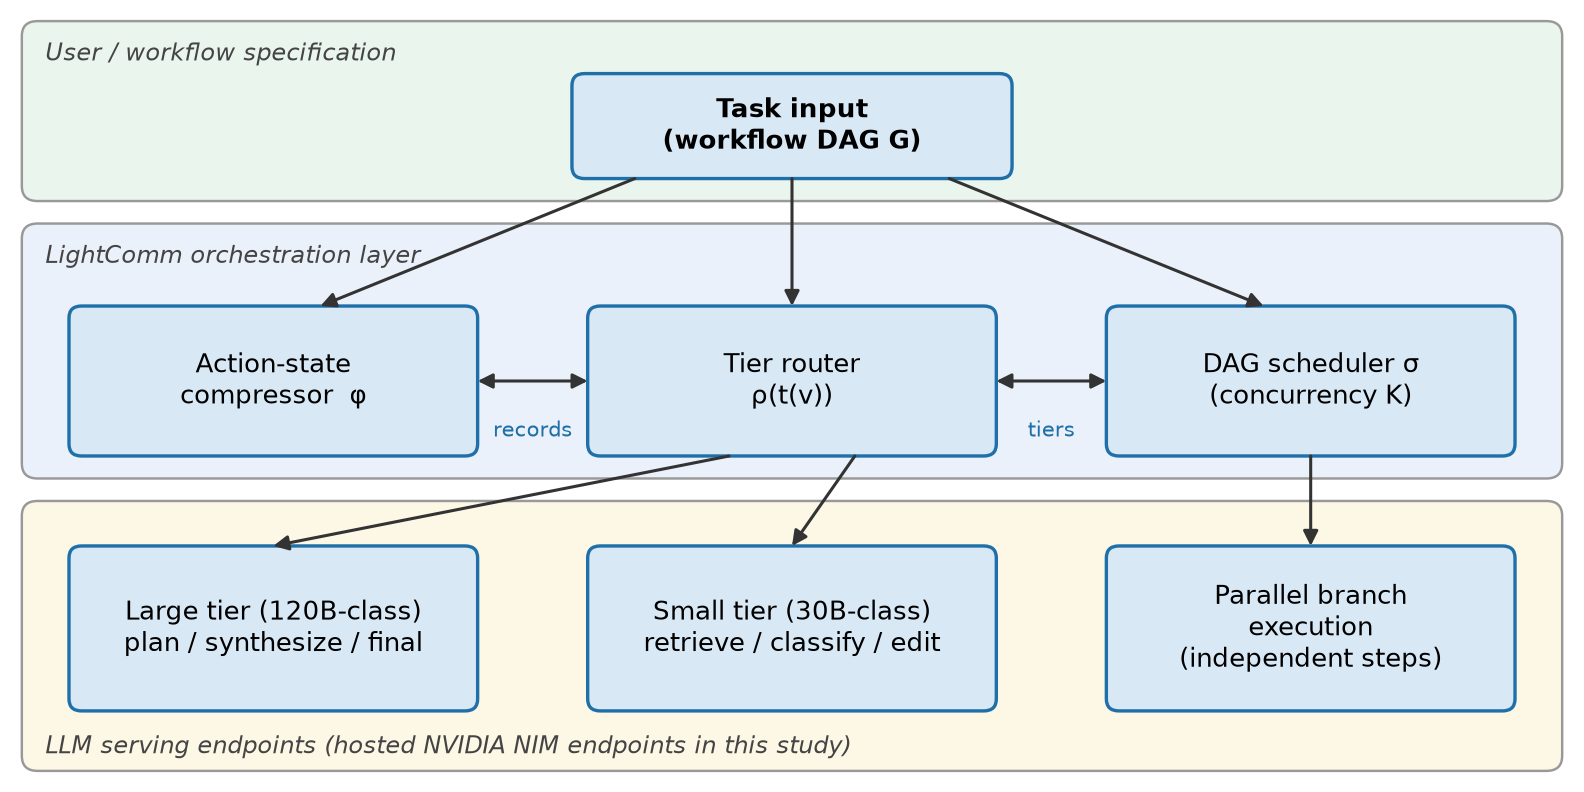 User / workflow specification
Task input
(workflow DAG G)
LightComm orchestration layer
Action-state
compressor  φ
Tier router
ρ(t(v))
DAG scheduler σ
(concurrency K)
records
tiers
Large tier (120B-class)
plan / synthesize / final
Small tier (30B-class)
retrieve / classify / edit
Parallel branch
execution
(independent steps)
LLM serving endpoints (hosted NVIDIA NIM endpoints in this study)